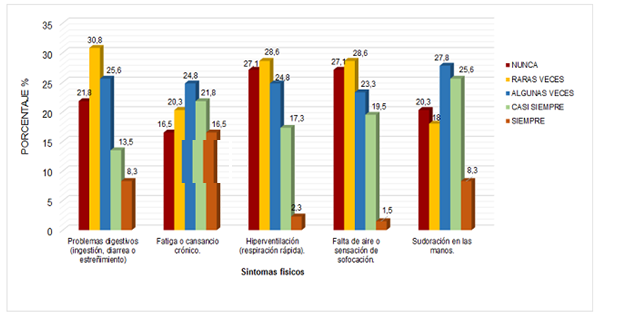 PORCENTAJE %
35
30
25
20
15
10
5
0
21,8
30,8
25,6
13,5
8,3
16,5
20,3
24,8
21,8
16,5
27,1
28,6
24,8
17,3
2,3
27,1
28,6
23,3
19,5
1,5
20,3
18
27,8
25,6
8,3
Problemas digestivos
(ingestión, diarrea o
estreñimiento)
Fatiga o cansancio
crónico.
Hiperventilación
(respiración rápida).
Falta de aire o
sensación de
sofocación.
Sudoración en las
manos.
Sintomas fisicos
NUNCA
RARAS VECES
ALGUNAS VECES
CASI SIEMPRE
SIEMPRE